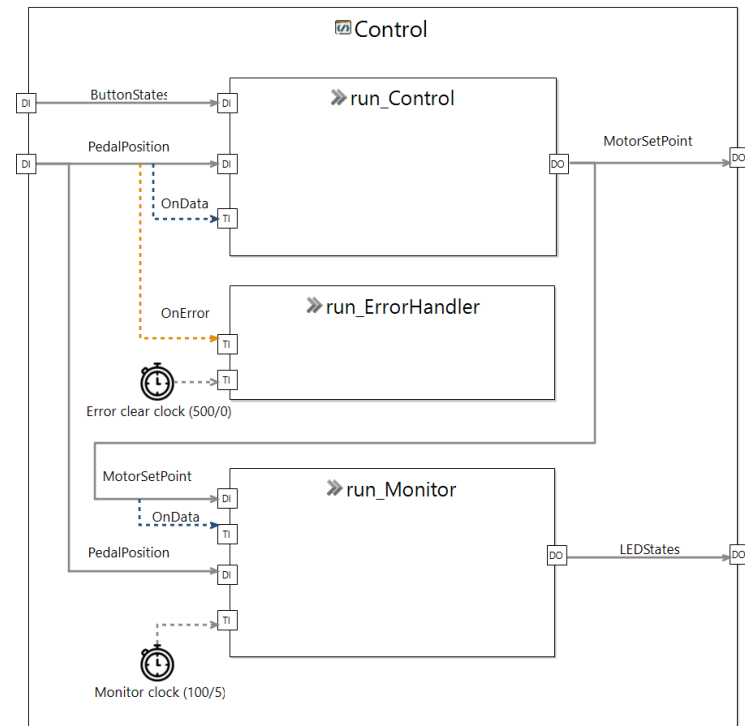 Control
run_Control
ButtonStates
DI
DI
PedalPosition
DI
DI
OnData
TI
DO
MotorSetPoint
DO
run_ErrorHandler
OnError
TI
TI
Error clear clock (500/0)
run_Monitor
MotorSetPoint
DI
OnData
TI
PedalPosition
DI
TI
DO
LEDStates
DO
Monitor clock (100/5)